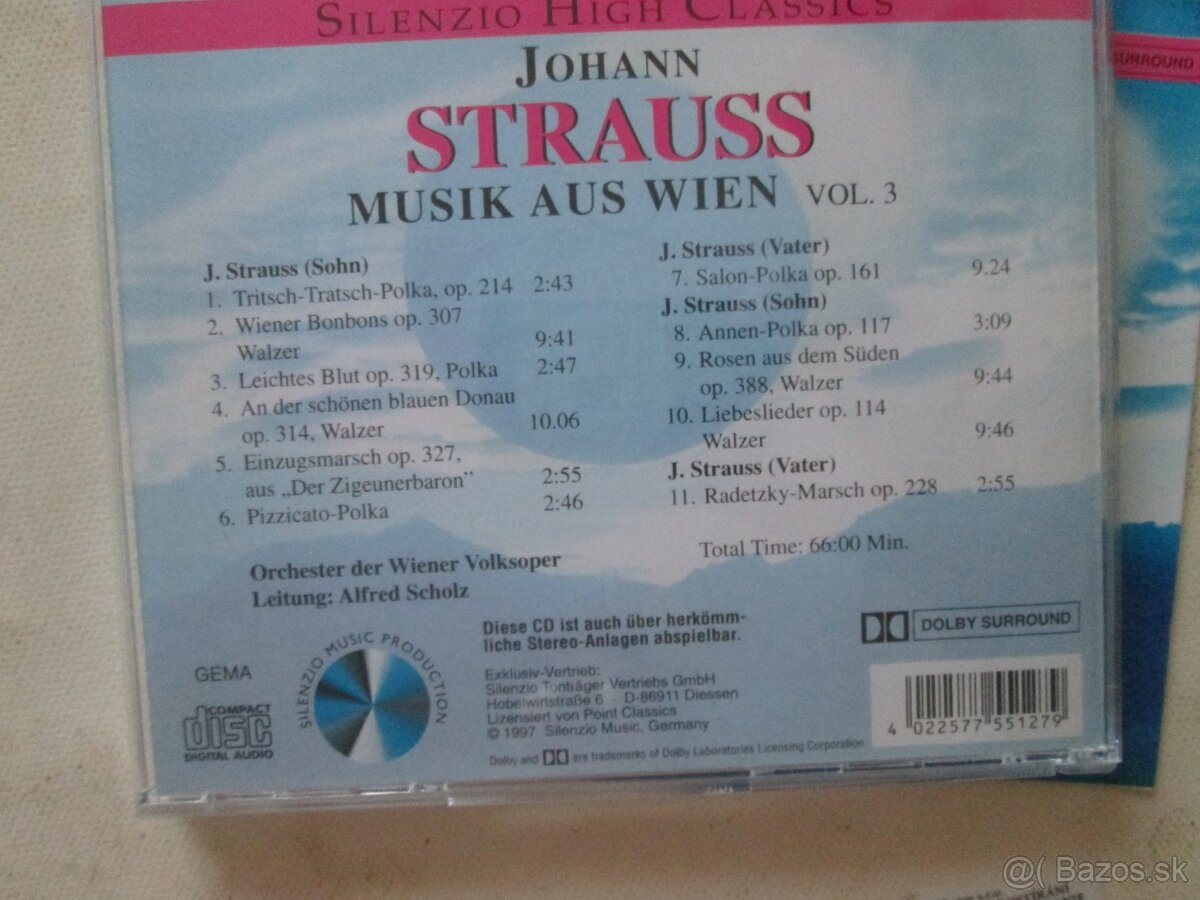 SILENZIO HIGH CLASSICS
SURROUND
JOHANN
STRAUSS
MUSIK AUS WIEN VOL. 3
J. Strauss (Sohn)
1. Tritsch-Tratsch-Polka, op. 214 2:43
2. Wiener Bonbons op. 307
Walzer 9:41
3. Leichtes Blut op. 319, Polka 2:47
4. An der schönen blauen Donau
op. 314, Walzer 10.06
5. Einzugsmarsch op. 327,
aus „Der Zigeunerbaron" 2:55
6. Pizzicato-Polka 2:46
J. Strauss (Vater)
7. Salon-Polka op. 161 9.24
J. Strauss (Sohn)
8. Annen-Polka op. 117 3:09
9. Rosen aus dem Süden
op. 388, Walzer 9:44
10. Liebeslieder op. 114
Walzer 9:46
J. Strauss (Vater)
11. Radetzky-Marsch op. 228 2:55
Total Time: 66:00 Min.
Orchester der Wiener Volksoper
Leitung: Alfred Scholz
Diese CD ist auch über herkömm-
liche Stereo-Anlagen abspielbar.
DOLBY SURROUND
GEMA
SILENZIO MUSIC PRODUCTION
COMPACT
disc
DIGITAL AUDIO
Exklusiv-Vertrieb:
Silenzio Tonträger Vertriebs GmbH
Hobelwirtstraße 6 D-86911 Diessen
Lizensiert von Point Classics
© 1997 Silenzio Music, Germany
Dolby and are trademarks of Dolby Laboratories Licensing Corporation
4 022577 551279
@( Bazos.sk